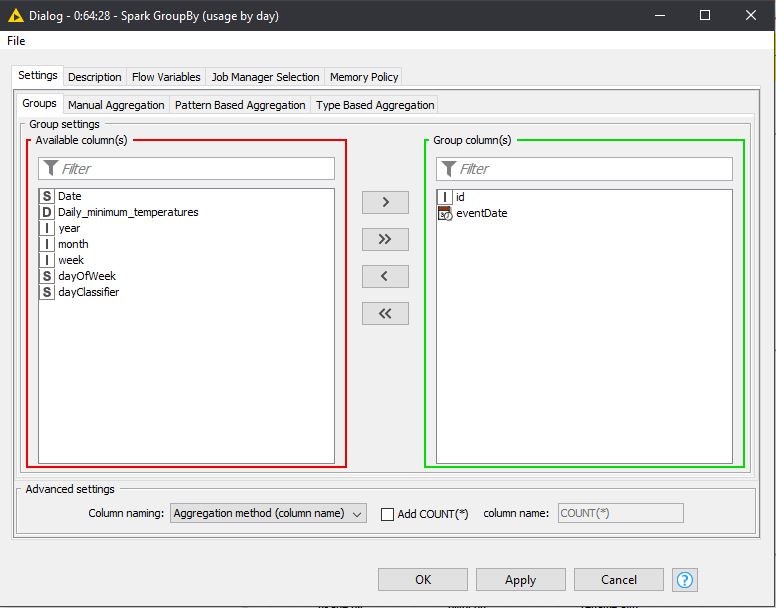 Dialog - 0:64:28 - Spark GroupBy (usage by day)
File
Settings Description Flow Variables Job Manager Selection Memory Policy
Groups Manual Aggregation Pattern Based Aggregation Type Based Aggregation
Group settings
Available column(s) Group column(s)
Filter Filter
S Date
D Daily_minimum_temperatures
I year
I month
I week
S dayOfWeek
S dayClassifier
>
>>
<
<<
I id
eventDate
Advanced settings
Column naming: Aggregation method (column name) Add COUNT(*) column name: COUNT(*)
OK Apply Cancel ?